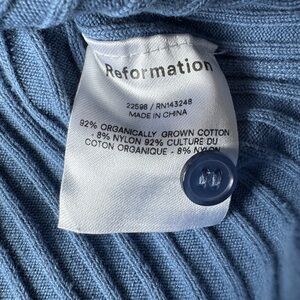 Reformation
22598 / RN143248
MADE IN CHINA
92% ORGANICALLY GROWN COTTON
- 8% NYLON 92% CULTURE DU
COTON ORGANIQUE - 8% NYLON